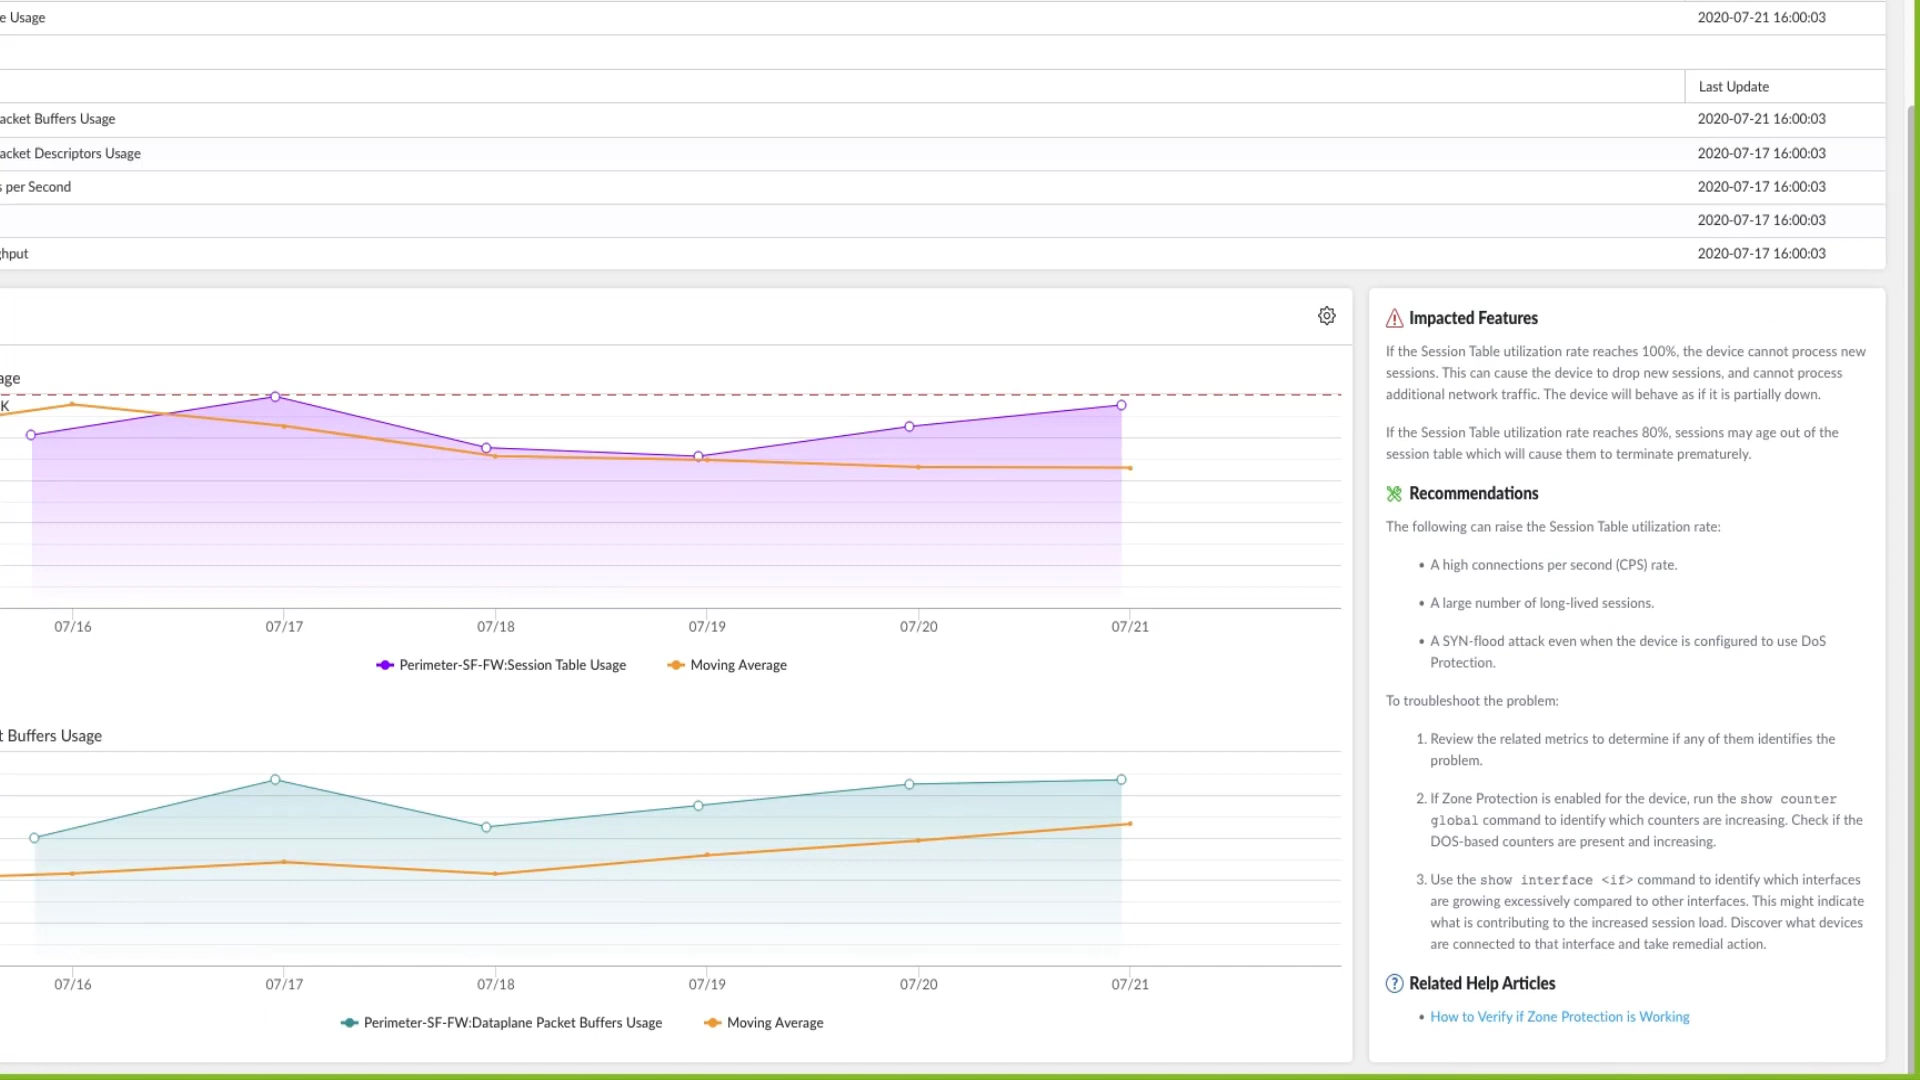 e Usage 2020-07-21 16:00:03
Last Update
acket Buffers Usage 2020-07-21 16:00:03
acket Descriptors Usage 2020-07-17 16:00:03
s per Second 2020-07-17 16:00:03
2020-07-17 16:00:03
hput 2020-07-17 16:00:03
age
K
07/16 07/17 07/18 07/19 07/20 07/21
Perimeter-SF-FW:Session Table Usage Moving Average
t Buffers Usage
07/16 07/17 07/18 07/19 07/20 07/21
Perimeter-SF-FW:Dataplane Packet Buffers Usage Moving Average
Impacted Features
If the Session Table utilization rate reaches 100%, the device cannot process new
sessions. This can cause the device to drop new sessions, and cannot process
additional network traffic. The device will behave as if it is partially down.
If the Session Table utilization rate reaches 80%, sessions may age out of the
session table which will cause them to terminate prematurely.
Recommendations
The following can raise the Session Table utilization rate:
• A high connections per second (CPS) rate.
• A large number of long-lived sessions.
• A SYN-flood attack even when the device is configured to use DoS
Protection.
To troubleshoot the problem:
1. Review the related metrics to determine if any of them identifies the
problem.
2. If Zone Protection is enabled for the device, run the show counter
global command to identify which counters are increasing. Check if the
DOS-based counters are present and increasing.
3. Use the show interface <if> command to identify which interfaces
are growing excessively compared to other interfaces. This might indicate
what is contributing to the increased session load. Discover what devices
are connected to that interface and take remedial action.
Related Help Articles
• How to Verify if Zone Protection is Working